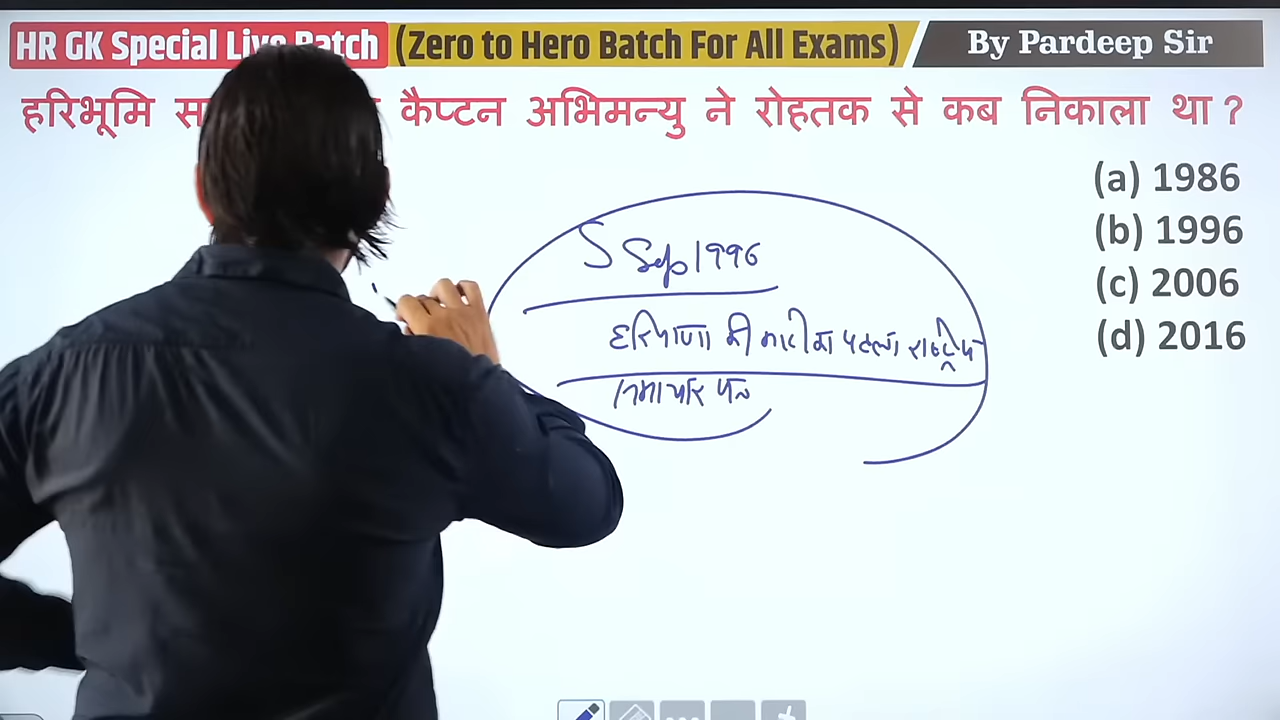 HR GK Special Live Batch (Zero to Hero Batch For All Exams) By Pardeep Sir
हरिभूमि कैप्टन अभिमन्यु ने रोहतक से कब निकाला था ?
(a) 1986
(b) 1996
(c) 2006
(d) 2016
5 Sep 1996
हरियाणा की माटी का पहला राष्ट्रीय
समाचार पत्र